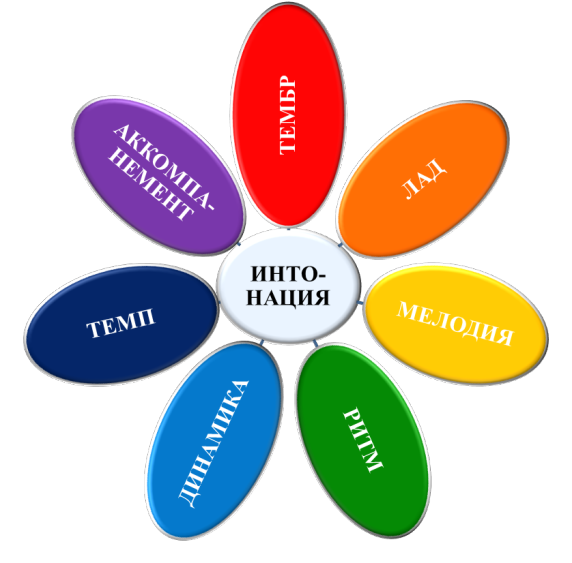 ТЕМБР
ЛАД
МЕЛОДИЯ
РИТМ
ДИНАМИКА
ТЕМП
АККОМПА-
НЕМЕНТ
ИНТО-
НАЦИЯ